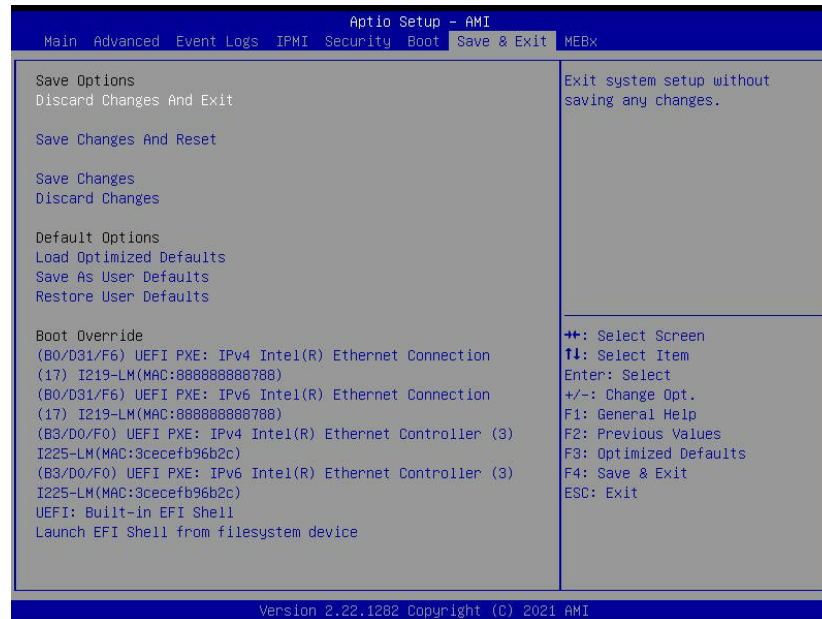 Aptio Setup – AMI
Main Advanced Event Logs IPMI Security Boot Save & Exit MEBx
Save Options
Discard Changes And Exit
Save Changes And Reset
Save Changes
Discard Changes
Default Options
Load Optimized Defaults
Save As User Defaults
Restore User Defaults
Boot Override
(B0/D31/F6) UEFI PXE: IPv4 Intel(R) Ethernet Connection
(17) I219-LM(MAC:888888888788)
(B0/D31/F6) UEFI PXE: IPv6 Intel(R) Ethernet Connection
(17) I219-LM(MAC:888888888788)
(B3/D0/F0) UEFI PXE: IPv4 Intel(R) Ethernet Controller (3)
I225-LM(MAC:3cecefb96b2c)
(B3/D0/F0) UEFI PXE: IPv6 Intel(R) Ethernet Controller (3)
I225-LM(MAC:3cecefb96b2c)
UEFI: Built-in EFI Shell
Launch EFI Shell from filesystem device
Exit system setup without
saving any changes.
→←: Select Screen
↑↓: Select Item
Enter: Select
+/-: Change Opt.
F1: General Help
F2: Previous Values
F3: Optimized Defaults
F4: Save & Exit
ESC: Exit
Version 2.22.1282 Copyright (C) 2021 AMI